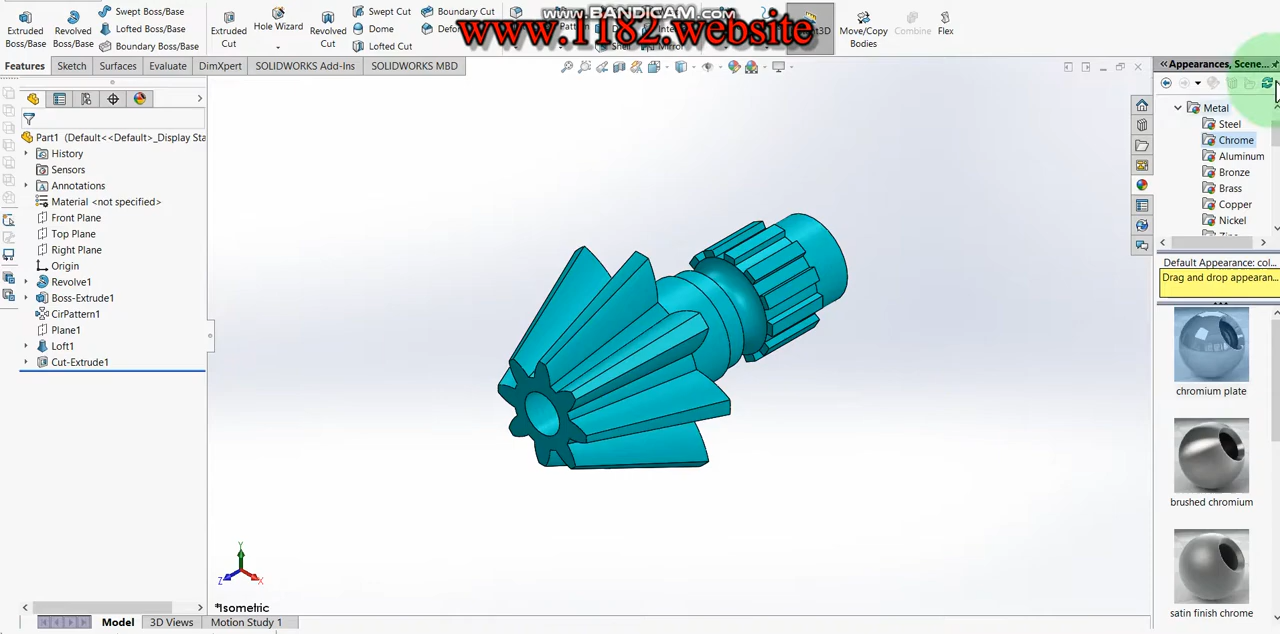 www.BANDICAM.com
www.1182.website
Extruded Boss/Base
Revolved Boss/Base
Swept Boss/Base
Lofted Boss/Base
Boundary Boss/Base
Extruded Cut
Hole Wizard
Revolved Cut
Swept Cut
Dome
Lofted Cut
Boundary Cut
Move/Copy Bodies
Combine
Flex
Features
Sketch
Surfaces
Evaluate
DimXpert
SOLIDWORKS Add-Ins
SOLIDWORKS MBD
Part1 (Default<<Default>_Display Sta
History
Sensors
Annotations
Material <not specified>
Front Plane
Top Plane
Right Plane
Origin
Revolve1
Boss-Extrude1
CirPattern1
Plane1
Loft1
Cut-Extrude1
Y
Z
X
*Isometric
Model
3D Views
Motion Study 1
Appearances, Scene...
Metal
Steel
Chrome
Aluminum
Bronze
Brass
Copper
Nickel
Default Appearance: col...
Drag and drop appearan...
chromium plate
brushed chromium
satin finish chrome